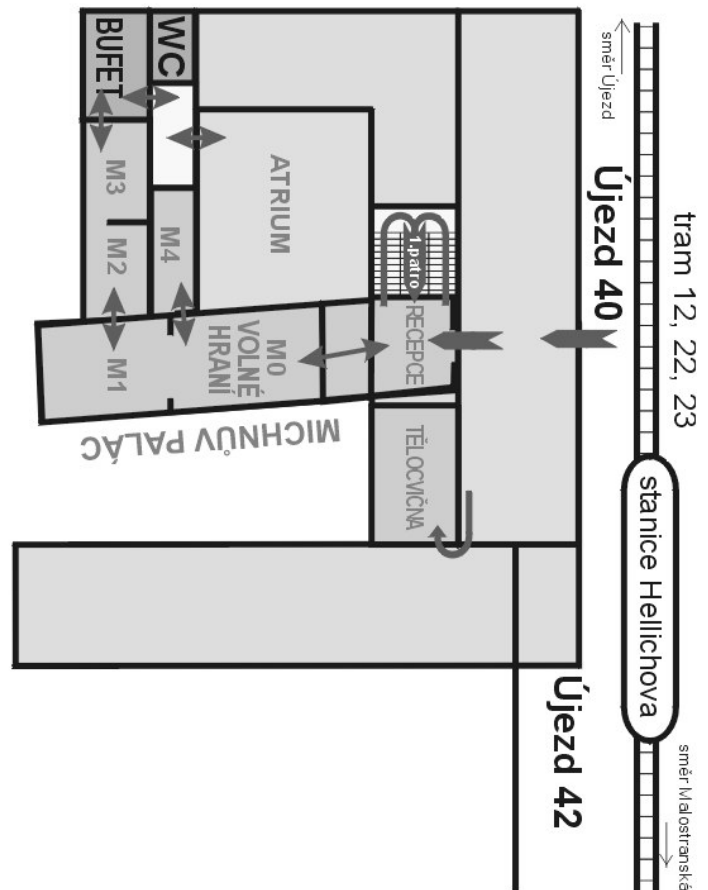 tram 12, 22, 23
směr Újezd
stanice Hellichova
směr Malostranská
Újezd 40
Újezd 42
1.patro
RECEPCE
TĚLOCVIČNA
ATRIUM
M0
VOLNÉ
HRANÍ
MICHNŮV PALÁC
WC
M4
BUFET
M3
M2
M1